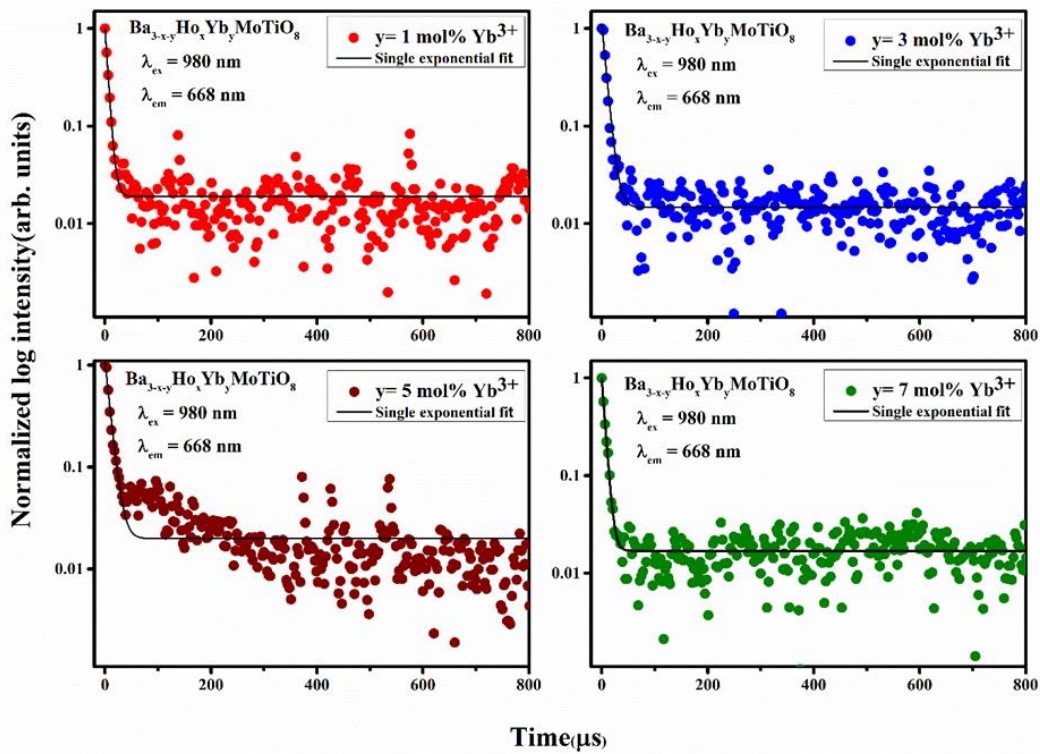 Normalized log intensity(arb. units)
Ba3-x-yHoxYbyMoTiO8
λex = 980 nm
λem = 668 nm
y= 1 mol% Yb3+
Single exponential fit
1
0.1
0.01
0 200 400 600 800
Ba3-x-yHoxYbyMoTiO8
λex = 980 nm
λem = 668 nm
y= 3 mol% Yb3+
Single exponential fit
1
0.1
0.01
0 200 400 600 800
Ba3-x-yHoxYbyMoTiO8
λex = 980 nm
λem = 668 nm
y= 5 mol% Yb3+
Single exponential fit
1
0.1
0.01
0 200 400 600 800
Ba3-x-yHoxYbyMoTiO8
λex = 980 nm
λem = 668 nm
y= 7 mol% Yb3+
Single exponential fit
1
0.1
0.01
0 200 400 600 800
Time(μs)